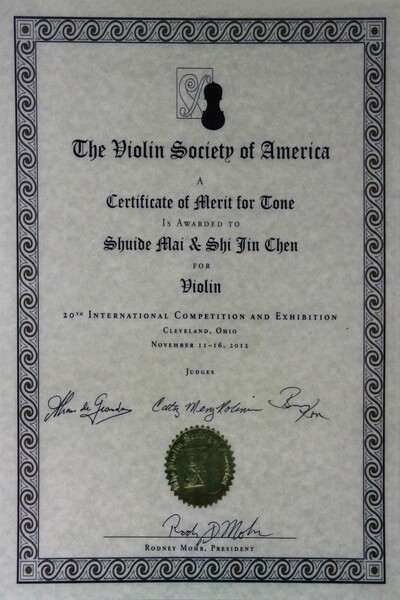 The Violin Society of America
A
Certificate of Merit for Tone
Is Awarded to
Shuide Mai & Shi Jin Chen
for
Violin
20TH International Competition and Exhibition
Cleveland, Ohio
November 11-16, 2012
Judges
Rodney Mohr, President